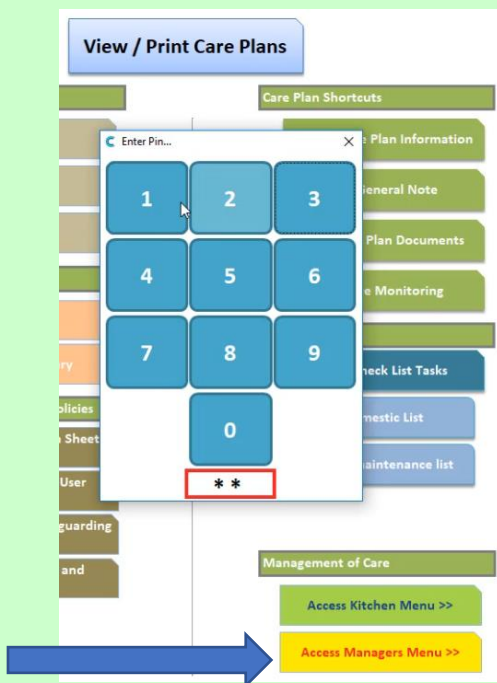 View / Print Care Plans
Care Plan Shortcuts
Enter Pin...
Plan Information
1 2 3
General Note
Plan Documents
4 5 6
Monitoring
7 8 9
Check List Tasks
olicies
Sheet
mestic List
0
aintenance list
User
* *
guarding
and
Management of Care
Access Kitchen Menu >>
Access Managers Menu >>